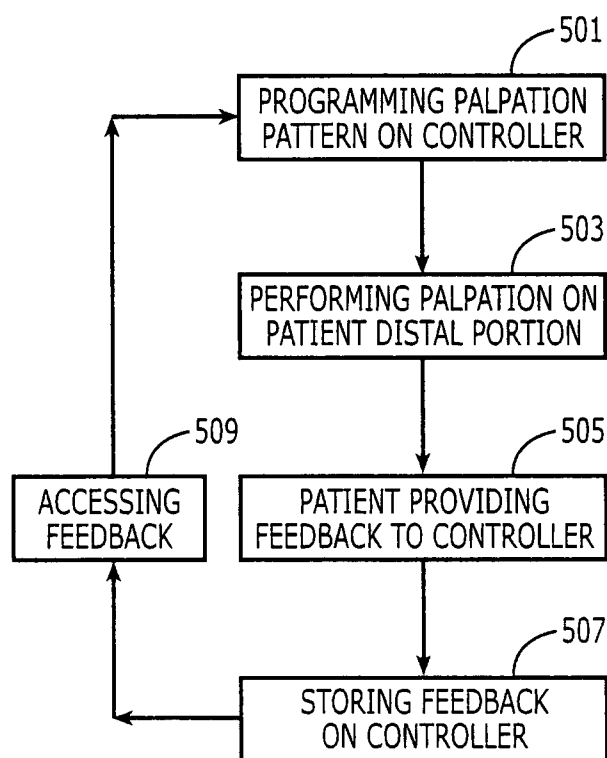 501
PROGRAMMING PALPATION
PATTERN ON CONTROLLER
503
PERFORMING PALPATION ON
PATIENT DISTAL PORTION
505
PATIENT PROVIDING
FEEDBACK TO CONTROLLER
507
STORING FEEDBACK
ON CONTROLLER
509
ACCESSING
FEEDBACK